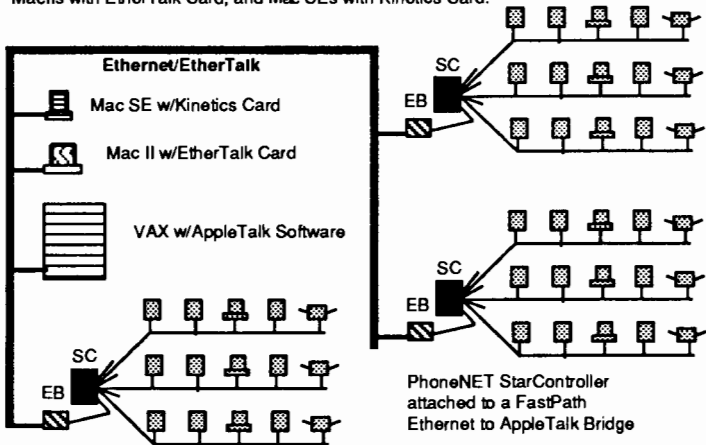 MacIIs with EtherTalk Card, and Mac SEs with Kinetics Card.
Ethernet/EtherTalk
Mac SE w/Kinetics Card
Mac II w/EtherTalk Card
VAX w/AppleTalk Software
SC
EB
SC
EB
SC
EB
PhoneNET StarController
attached to a FastPath
Ethernet to AppleTalk Bridge